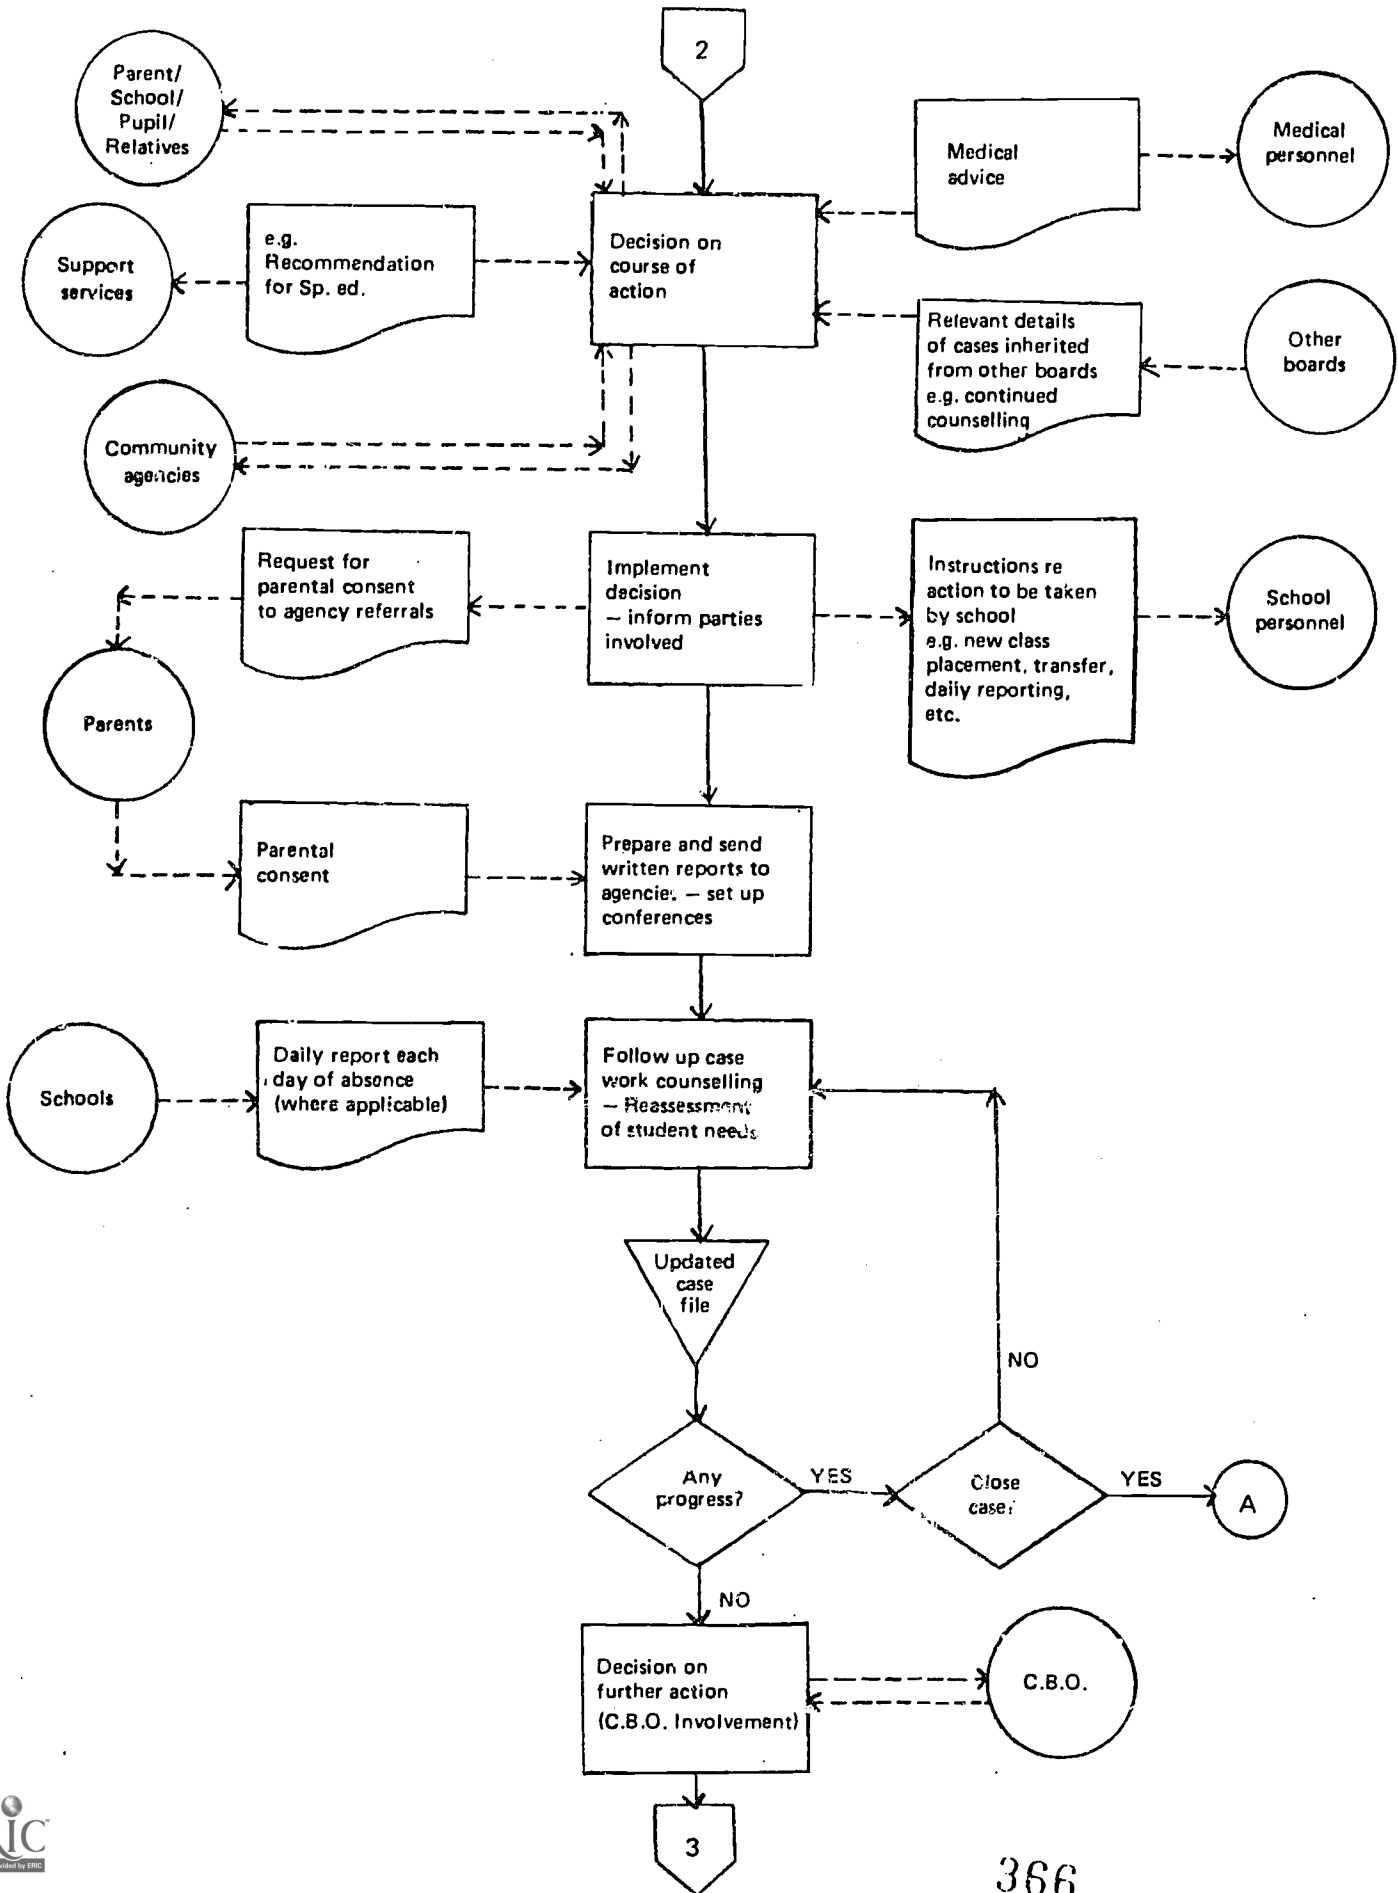 2
Parent/
School/
Pupil/
Relatives
Medical
advice
Medical
personnel
Support
services
e.g.
Recommendation
for Sp. ed.
Decision on
course of
action
Relevant details
of cases inherited
from other boards
e.g. continued
counselling
Other
boards
Community
agencies
Request for
parental consent
to agency referrals
Implement
decision
— inform parties
involved
Instructions re
action to be taken
by school
e.g. new class
placement, transfer,
daily reporting,
etc.
School
personnel
Parents
Parental
consent
Prepare and send
written reports to
agencies — set up
conferences
Schools
Daily report each
day of absence
(where applicable)
Follow up case
work counselling
— Reassessment
of student needs
Updated
case
file
NO
Any
progress?
YES
Close
case?
YES
A
NO
Decision on
further action
(C.B.O. Involvement)
C.B.O.
3
366